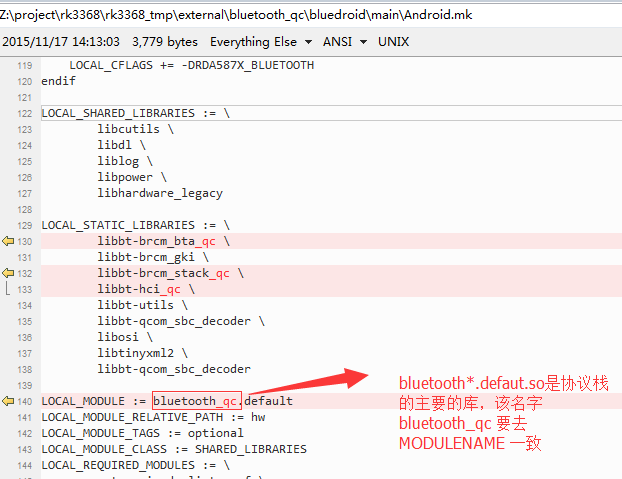 Z:\project\rk3368\rk3368_tmp\external\bluetooth_qc\bluedroid\main\Android.mk
2015/11/17 14:13:03 3,779 bytes Everything Else ANSI UNIX
119 LOCAL_CFLAGS += -DRDA587X_BLUETOOTH
120 endif
121
122 LOCAL_SHARED_LIBRARIES := \
123 libcutils \
124 libdl \
125 liblog \
126 libpower \
127 libhardware_legacy
128
129 LOCAL_STATIC_LIBRARIES := \
130 libbt-brcm_bta_qc \
131 libbt-brcm_gki \
132 libbt-brcm_stack_qc \
133 libbt-hci_qc \
134 libbt-utils \
135 libbt-qcom_sbc_decoder \
136 libosi \
137 libtinyxml2 \
138 libbt-qcom_sbc_decoder
139
140 LOCAL_MODULE := bluetooth_qc.default
141 LOCAL_MODULE_RELATIVE_PATH := hw
142 LOCAL_MODULE_TAGS := optional
143 LOCAL_MODULE_CLASS := SHARED_LIBRARIES
144 LOCAL_REQUIRED_MODULES := \
bluetooth*.defaut.so是协议栈
的主要的库，该名字
bluetooth_qc 要去
MODULENAME 一致